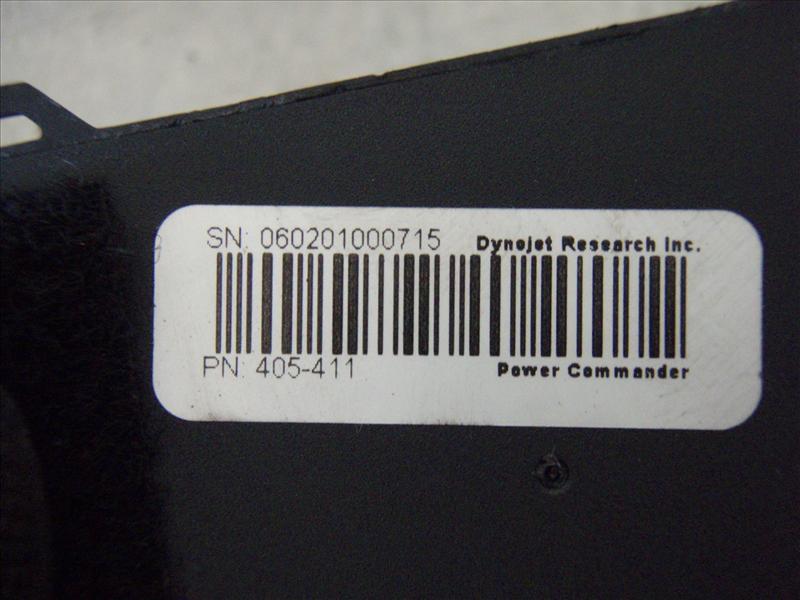 SN: 060201000715 Dynojet Research Inc.
PN: 405-411 Power Commander